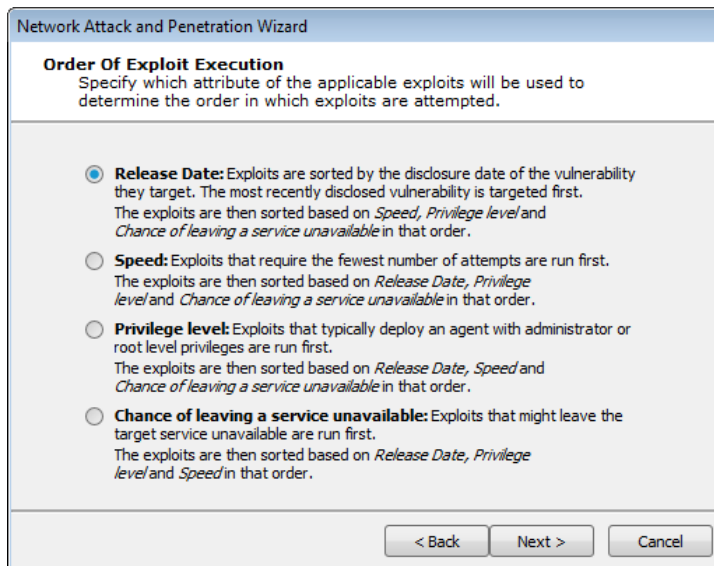 Network Attack and Penetration Wizard
Order Of Exploit Execution
Specify which attribute of the applicable exploits will be used to
determine the order in which exploits are attempted.
Release Date: Exploits are sorted by the disclosure date of the vulnerability
they target. The most recently disclosed vulnerability is targeted first.
The exploits are then sorted based on Speed, Privilege level and
Chance of leaving a service unavailable in that order.
Speed: Exploits that require the fewest number of attempts are run first.
The exploits are then sorted based on Release Date, Privilege
level and Chance of leaving a service unavailable in that order.
Privilege level: Exploits that typically deploy an agent with administrator or
root level privileges are run first.
The exploits are then sorted based on Release Date, Speed and
Chance of leaving a service unavailable in that order.
Chance of leaving a service unavailable: Exploits that might leave the
target service unavailable are run first.
The exploits are then sorted based on Release Date, Privilege
level and Speed in that order.
< Back Next > Cancel